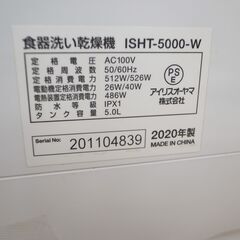 食器洗い乾燥機 ISHT-5000-W
定格電圧 AC100V
定格周波数 50/60Hz
定格消費電力 512W/526W
電動機定格消費電力 26W/40W
電熱装置定格消費電力 486W
防水等級 IPX1
タンク容量 5.0L
PSE
アイリスオーヤマ
株式会社
Serial No.
201104839
2020年製
MADE IN CHINA